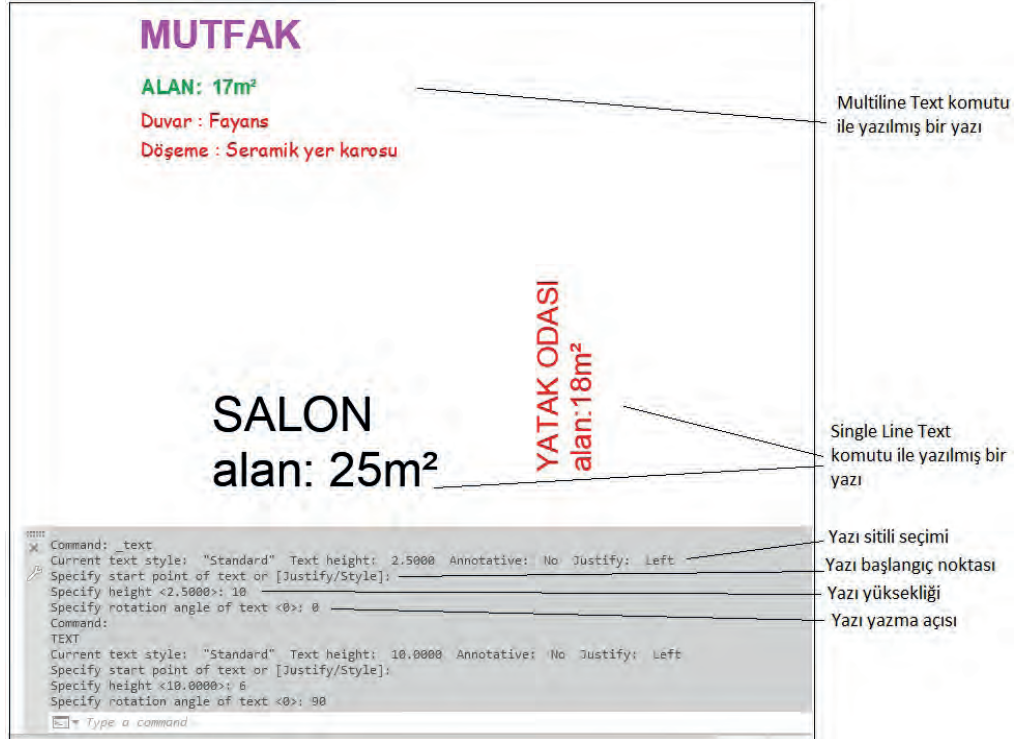 MUTFAK
ALAN: 17m²
Duvar : Fayans
Döşeme : Seramik yer karosu
Multiline Text komutu
ile yazılmış bir yazı
YATAK ODASI
alan:18m²
SALON
alan: 25m²
Single Line Text
komutu ile yazılmış bir
yazı
Command: _text
Current text style: "Standard" Text height: 2.5000 Annotative: No Justify: Left
Specify start point of text or [Justify/Style]:
Specify height <2.5000>: 10
Specify rotation angle of text <0>: 0
Command:
TEXT
Current text style: "Standard" Text height: 10.0000 Annotative: No Justify: Left
Specify start point of text or [Justify/Style]:
Specify height <10.0000>: 6
Specify rotation angle of text <0>: 90
Type a command
Yazı sitili seçimi
Yazı başlangıç noktası
Yazı yüksekliği
Yazı yazma açısı